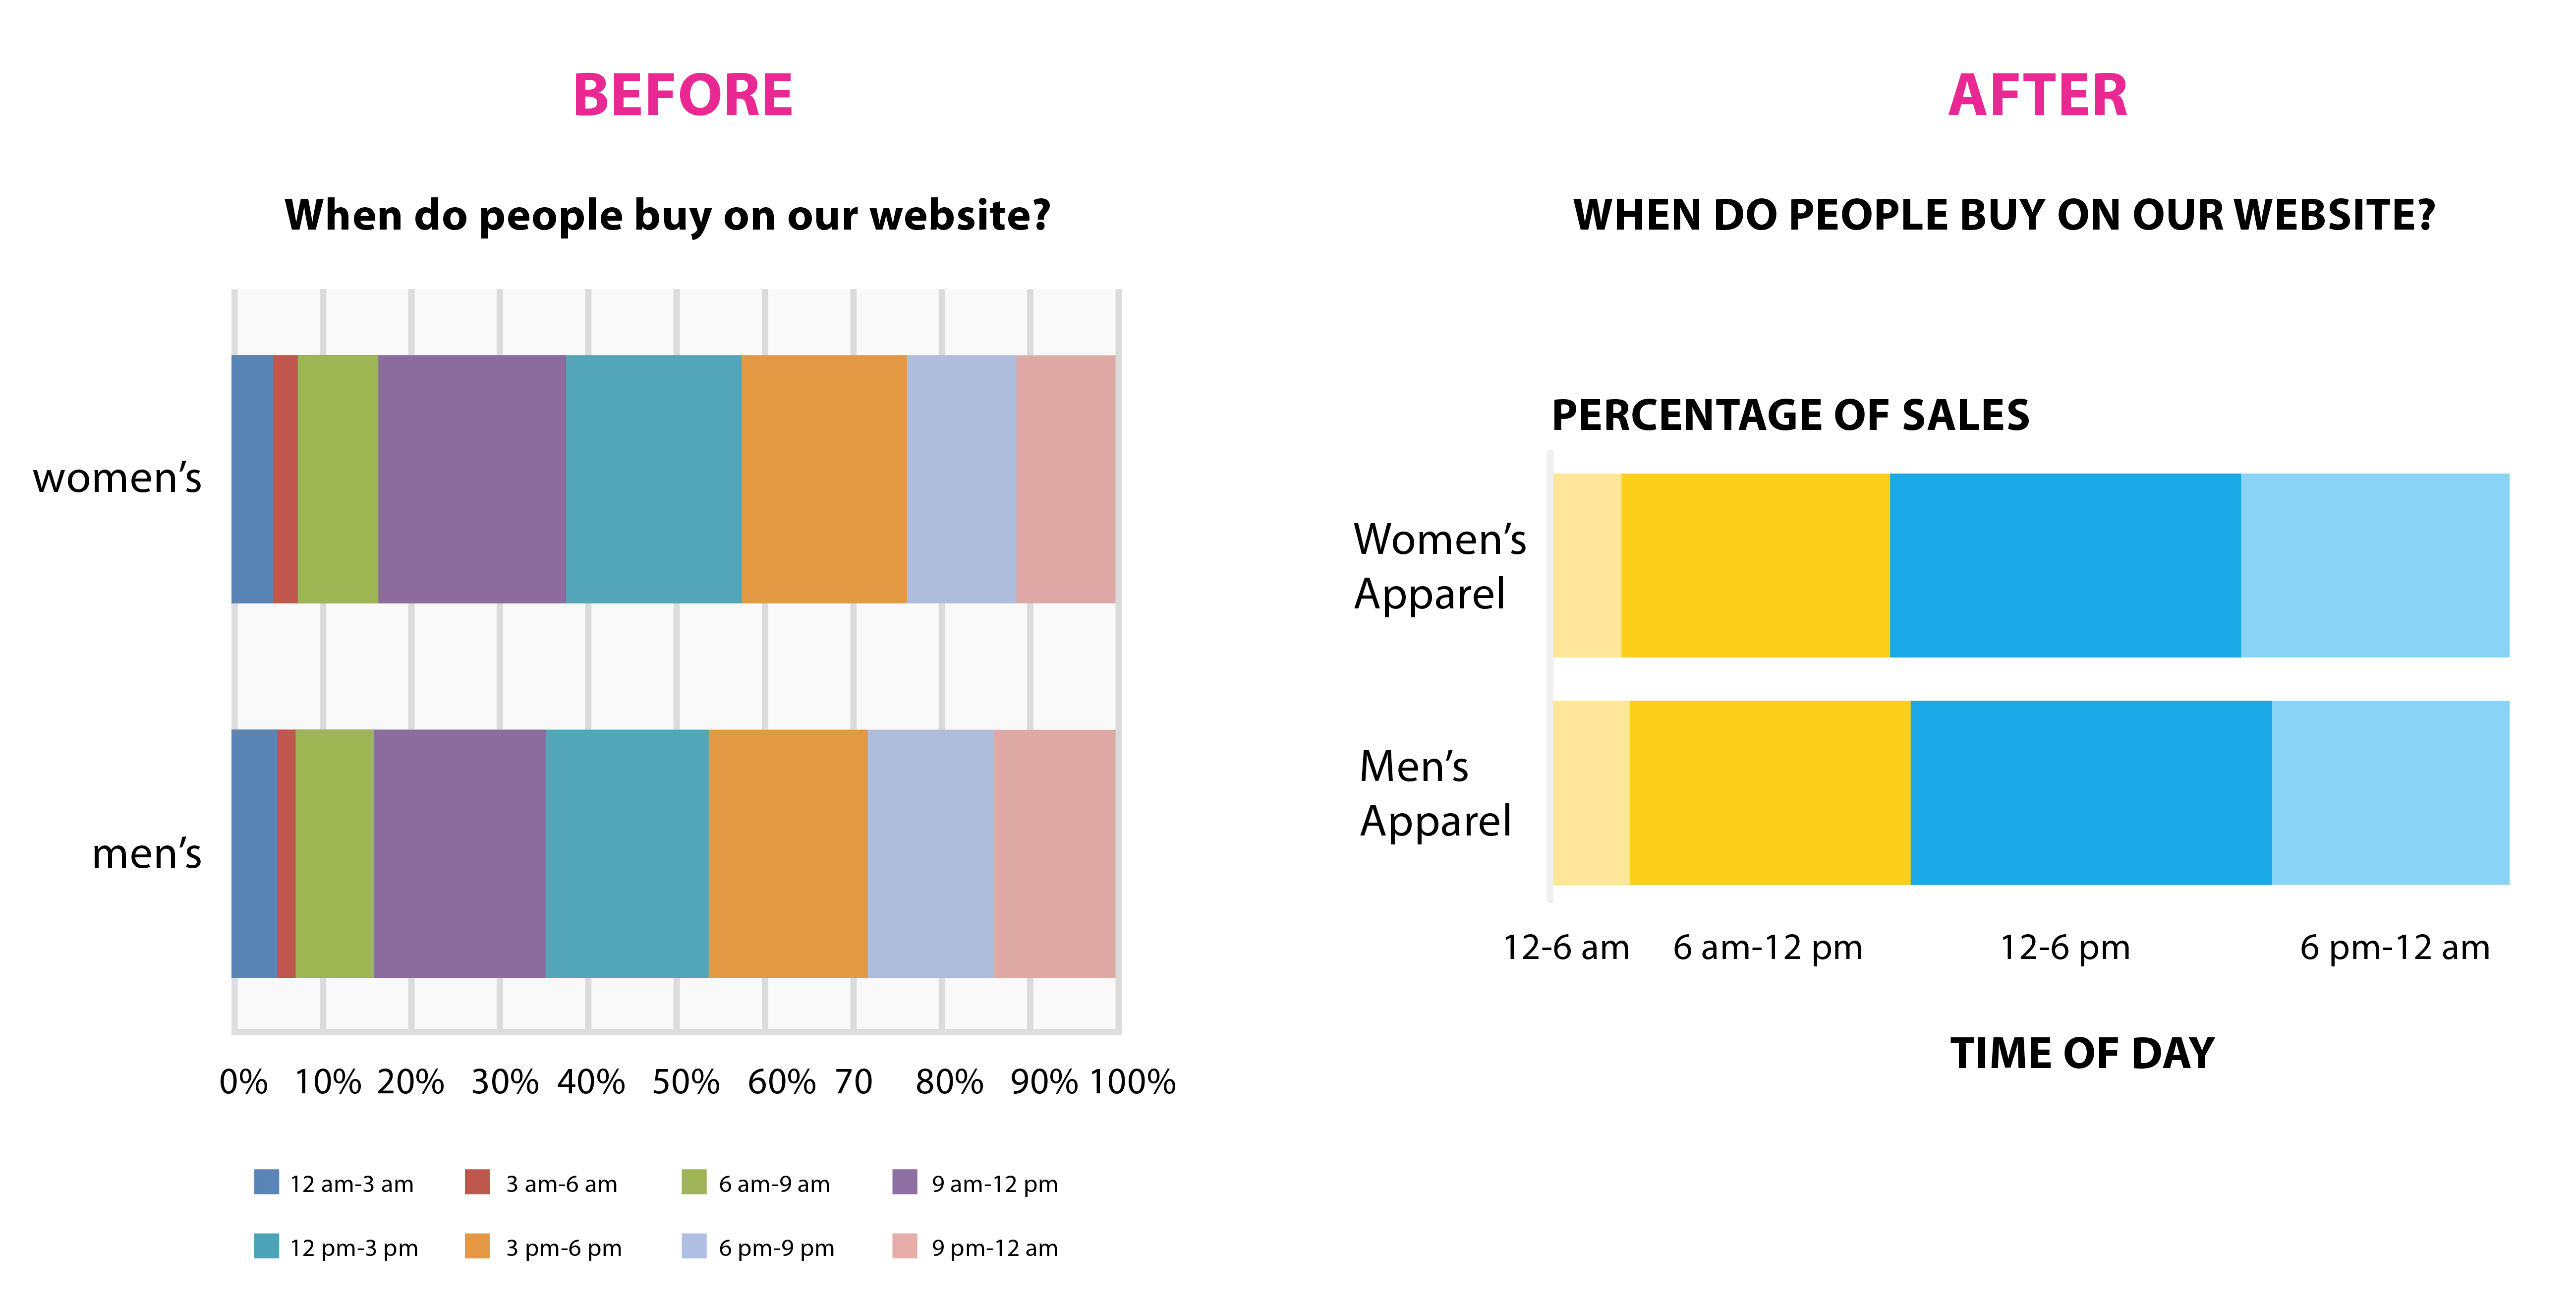 BEFORE
When do people buy on our website?
women’s
men’s
0% 10% 20% 30% 40% 50% 60% 70 80% 90% 100%
12 am-3 am 3 am-6 am 6 am-9 am 9 am-12 pm
12 pm-3 pm 3 pm-6 pm 6 pm-9 pm 9 pm-12 am
AFTER
WHEN DO PEOPLE BUY ON OUR WEBSITE?
PERCENTAGE OF SALES
Women’s
Apparel
Men’s
Apparel
12-6 am 6 am-12 pm 12-6 pm 6 pm-12 am
TIME OF DAY